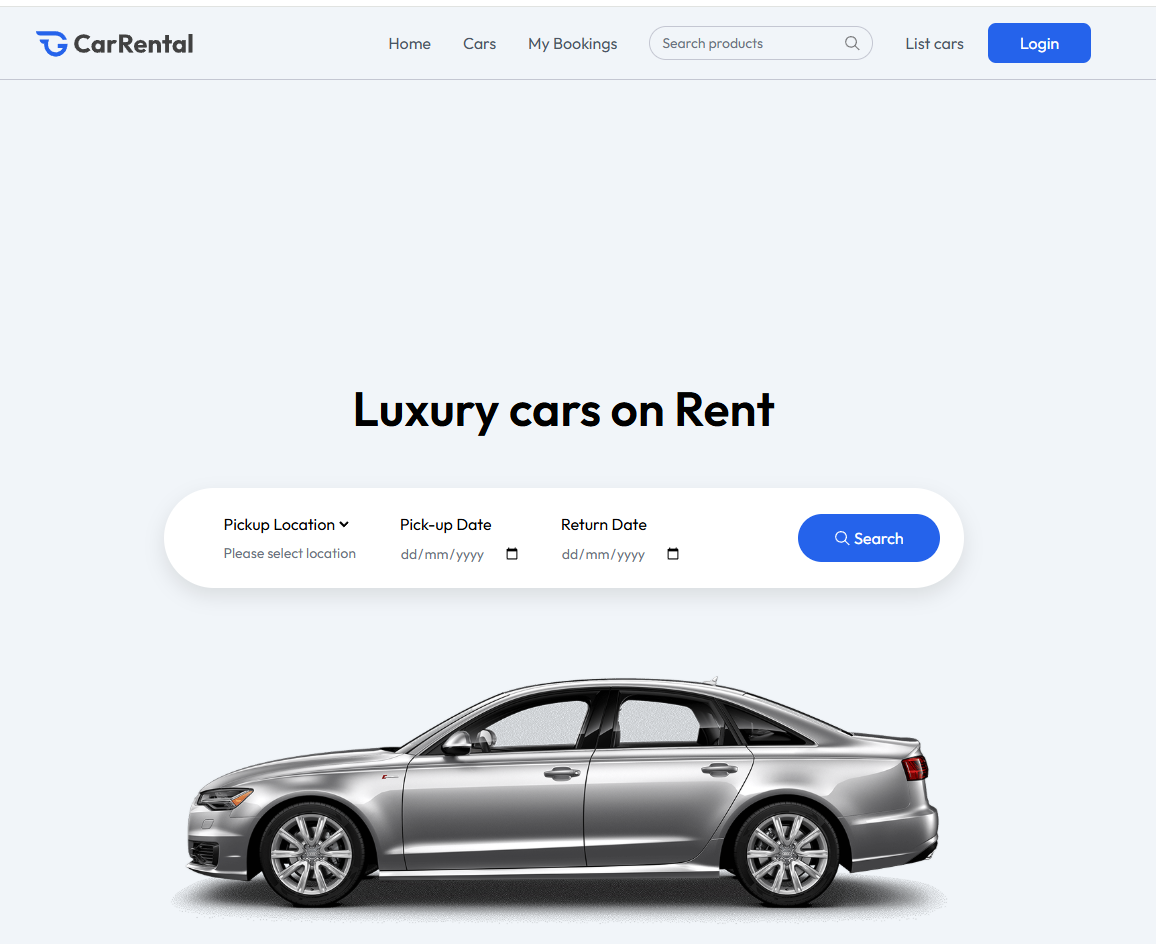 CarRental
Home
Cars
My Bookings
Search products
List cars
Login
Luxury cars on Rent
Pickup Location
Please select location
Pick-up Date
dd/mm/yyyy
Return Date
dd/mm/yyyy
Search